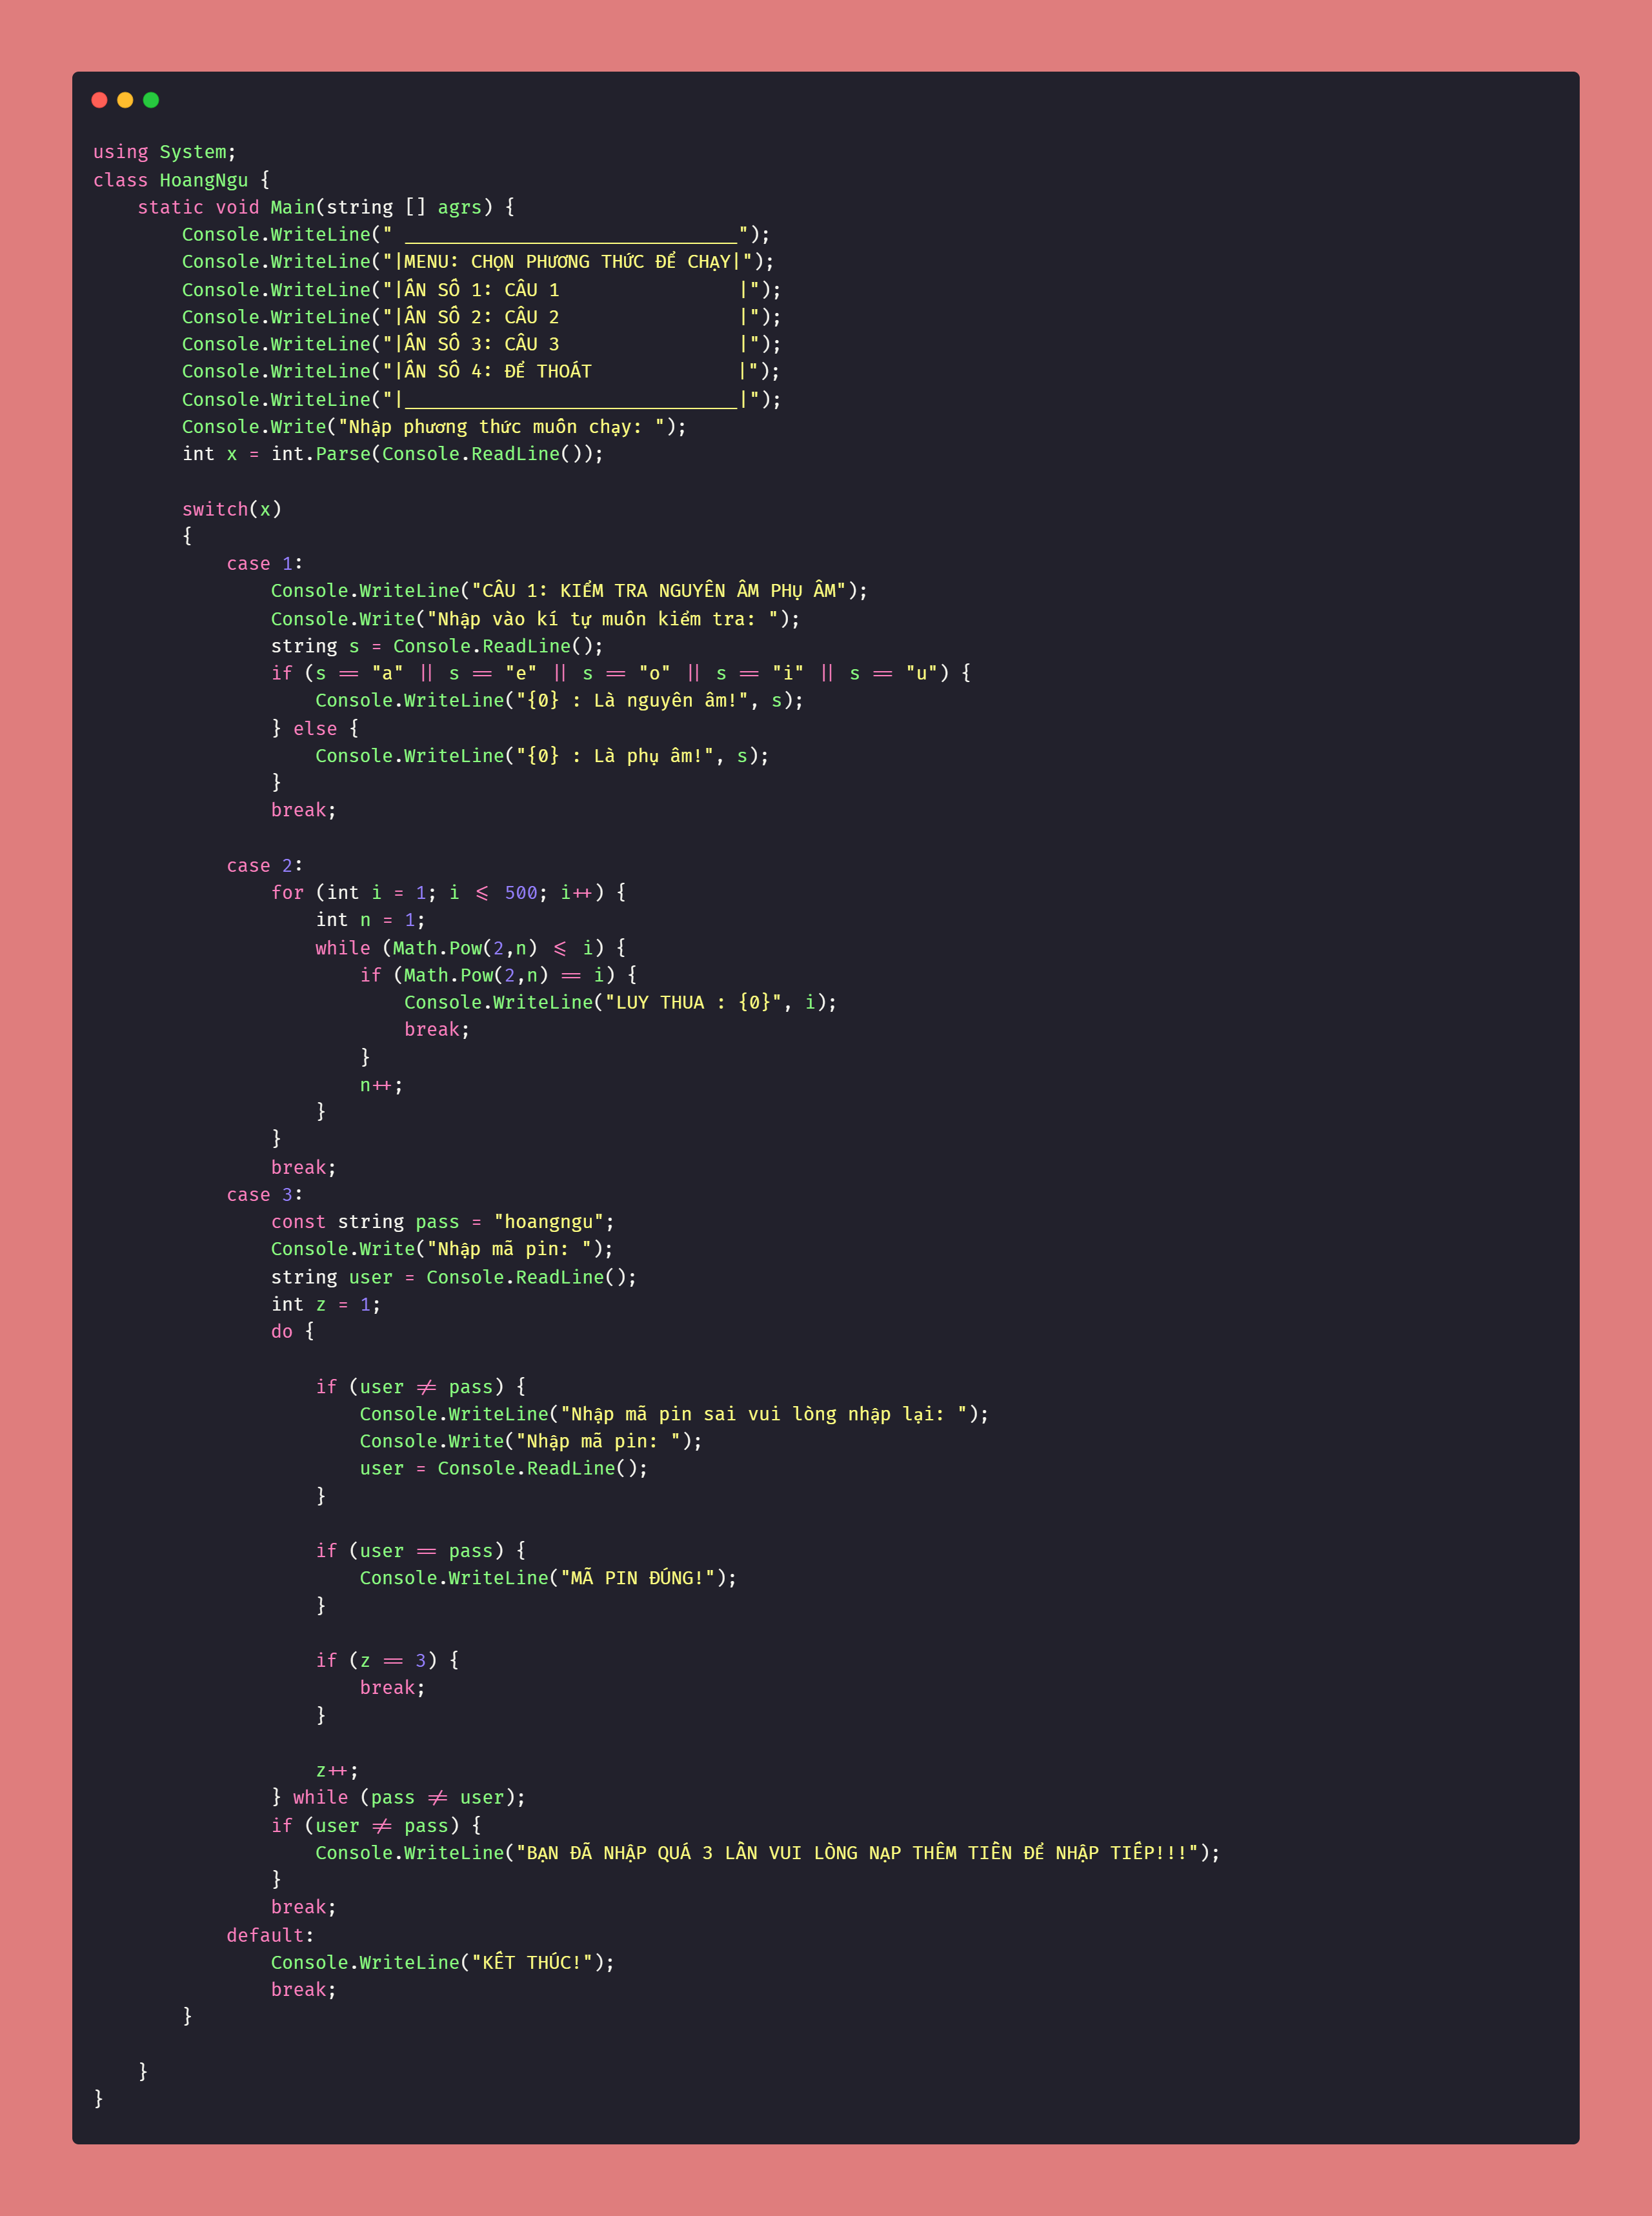 using System;
class HoangNgu {
    static void Main(string [] agrs) {
        Console.WriteLine(" ______________________________");
        Console.WriteLine("|MENU: CHỌN PHƯƠNG THỨC ĐỂ CHẠY|");
        Console.WriteLine("|ẤN SỐ 1: CÂU 1                |");
        Console.WriteLine("|ẤN SỐ 2: CÂU 2                |");
        Console.WriteLine("|ẤN SỐ 3: CÂU 3                |");
        Console.WriteLine("|ẤN SỐ 4: ĐỂ THOÁT             |");
        Console.WriteLine("|______________________________|");
        Console.Write("Nhập phương thức muốn chạy: ");
        int x = int.Parse(Console.ReadLine());

        switch(x)
        {
            case 1:
                Console.WriteLine("CÂU 1: KIỂM TRA NGUYÊN ÂM PHỤ ÂM");
                Console.Write("Nhập vào kí tự muốn kiểm tra: ");
                string s = Console.ReadLine();
                if (s == "a" || s == "e" || s == "o" || s == "i" || s == "u") {
                    Console.WriteLine("{0} : Là nguyên âm!", s);
                } else {
                    Console.WriteLine("{0} : Là phụ âm!", s);
                }
                break;

            case 2:
                for (int i = 1; i <= 500; i++) {
                    int n = 1;
                    while (Math.Pow(2,n) <= i) {
                        if (Math.Pow(2,n) == i) {
                            Console.WriteLine("LUY THUA : {0}", i);
                            break;
                        }
                        n++;
                    }
                }
                break;
            case 3:
                const string pass = "hoangngu";
                Console.Write("Nhập mã pin: ");
                string user = Console.ReadLine();
                int z = 1;
                do {

                    if (user != pass) {
                        Console.WriteLine("Nhập mã pin sai vui lòng nhập lại: ");
                        Console.Write("Nhập mã pin: ");
                        user = Console.ReadLine();
                    }

                    if (user == pass) {
                        Console.WriteLine("MÃ PIN ĐÚNG!");
                    }

                    if (z == 3) {
                        break;
                    }

                    z++;
                } while (pass != user);
                if (user != pass) {
                    Console.WriteLine("BẠN ĐÃ NHẬP QUÁ 3 LẦN VUI LÒNG NẠP THÊM TIỀN ĐỂ NHẬP TIẾP!!!");
                }
                break;
            default:
                Console.WriteLine("KẾT THÚC!");
                break;
        }

    }
}